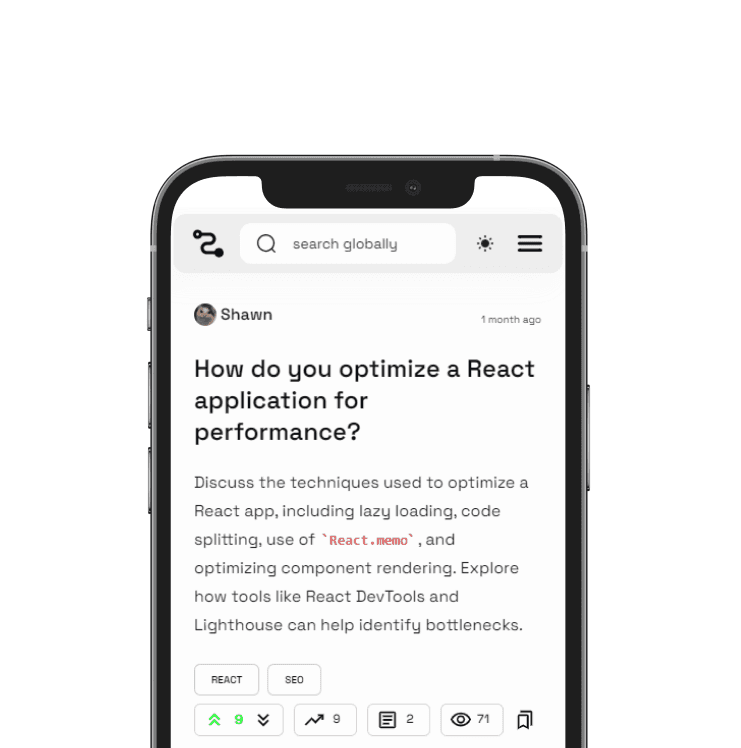 search globally
Shawn
1 month ago
How do you optimize a React
application for
performance?
Discuss the techniques used to optimize a
React app, including lazy loading, code
splitting, use of `React.memo`, and
optimizing component rendering. Explore
how tools like React DevTools and
Lighthouse can help identify bottlenecks.
REACT SEO
9 9 2 71